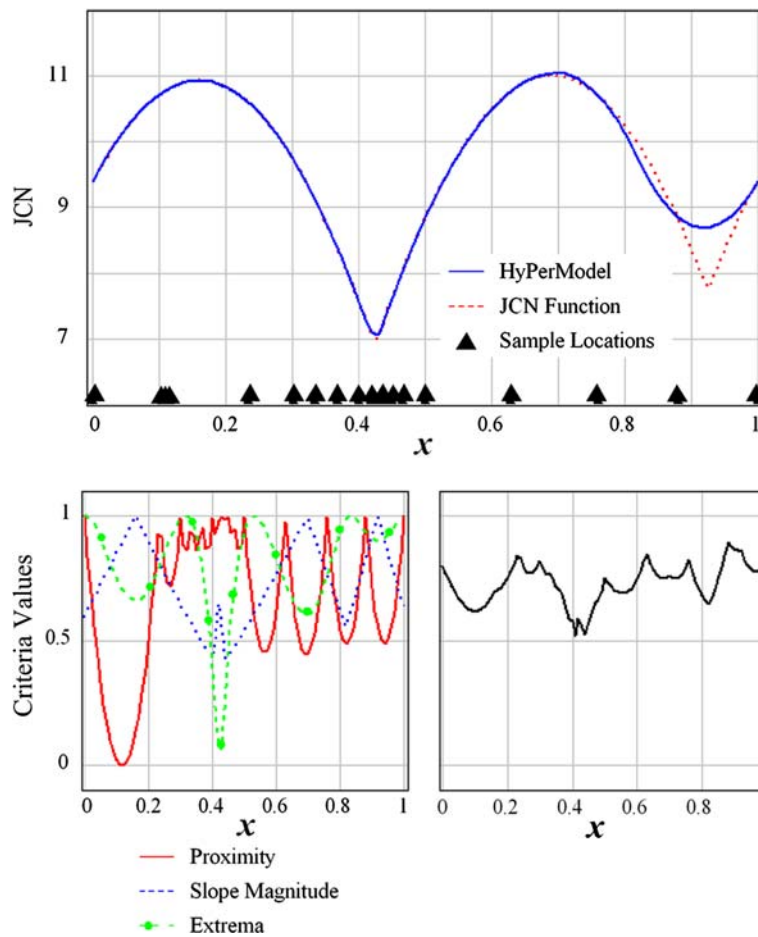 11
9
7
JCN
HyPerModel
JCN Function
Sample Locations
0 0.2 0.4 0.6 0.8 1
x
1
0.5
0
Criteria Values
0 0.2 0.4 0.6 0.8 1
x
0 0.2 0.4 0.6 0.8
x
Proximity
Slope Magnitude
Extrema